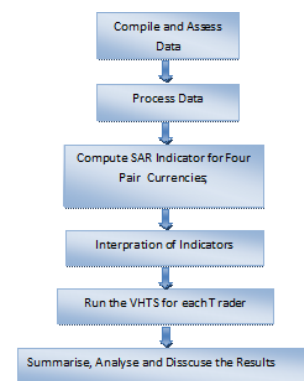 Compile and Assess
Data
Process Data
Compute SAR Indicator for Four
Pair Currencies;
Interpration of Indicators
Run the VHTS for each Trader
Summarise, Analyse and Disscuse the Results